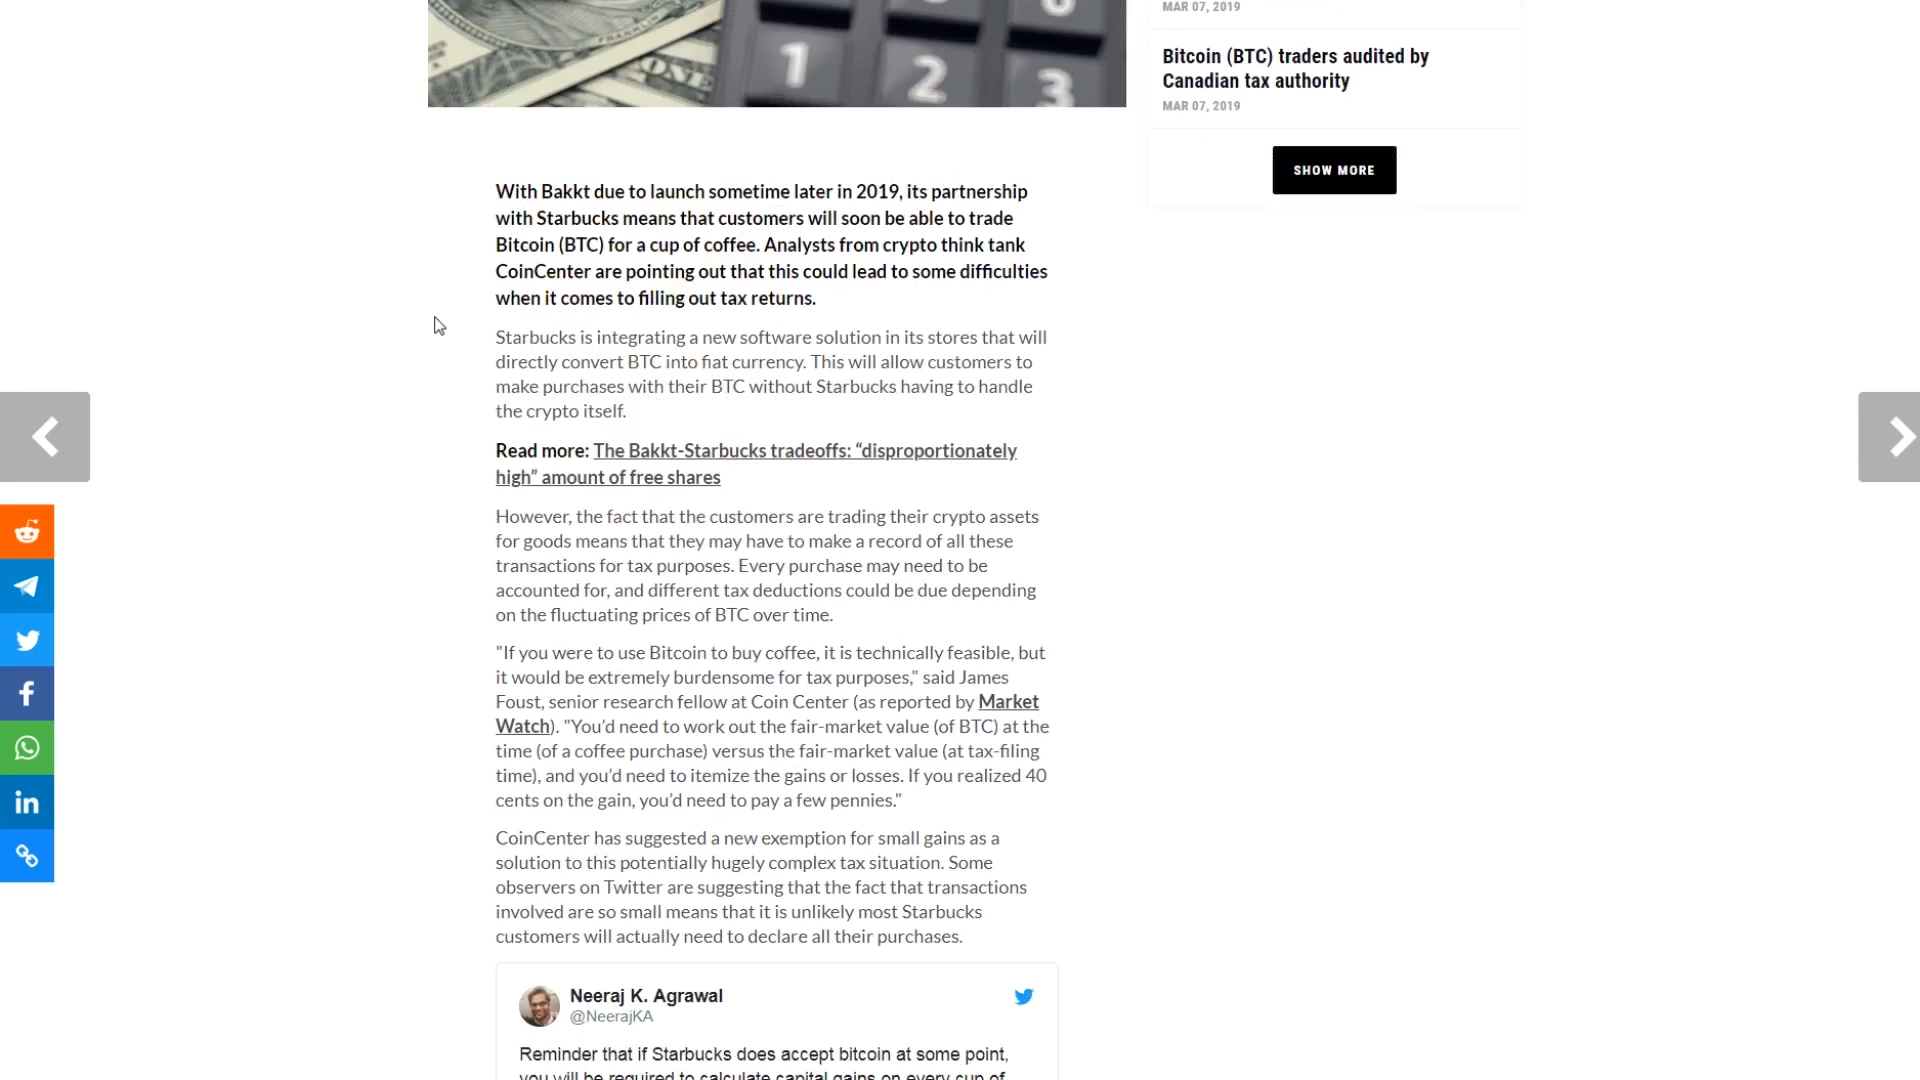 FRANKLIN
ONE
1
2
3
MAR 07, 2019
Bitcoin (BTC) traders audited by
Canadian tax authority
MAR 07, 2019
SHOW MORE
With Bakkt due to launch sometime later in 2019, its partnership
with Starbucks means that customers will soon be able to trade
Bitcoin (BTC) for a cup of coffee. Analysts from crypto think tank
CoinCenter are pointing out that this could lead to some difficulties
when it comes to filling out tax returns.
Starbucks is integrating a new software solution in its stores that will
directly convert BTC into fiat currency. This will allow customers to
make purchases with their BTC without Starbucks having to handle
the crypto itself.
Read more: The Bakkt-Starbucks tradeoffs: “disproportionately
high” amount of free shares
However, the fact that the customers are trading their crypto assets
for goods means that they may have to make a record of all these
transactions for tax purposes. Every purchase may need to be
accounted for, and different tax deductions could be due depending
on the fluctuating prices of BTC over time.
"If you were to use Bitcoin to buy coffee, it is technically feasible, but
it would be extremely burdensome for tax purposes,” said James
Foust, senior research fellow at Coin Center (as reported by Market
Watch). "You’d need to work out the fair-market value (of BTC) at the
time (of a coffee purchase) versus the fair-market value (at tax-filing
time), and you’d need to itemize the gains or losses. If you realized 40
cents on the gain, you’d need to pay a few pennies."
CoinCenter has suggested a new exemption for small gains as a
solution to this potentially hugely complex tax situation. Some
observers on Twitter are suggesting that the fact that transactions
involved are so small means that it is unlikely most Starbucks
customers will actually need to declare all their purchases.
Neeraj K. Agrawal
@NeerajKA
Reminder that if Starbucks does accept bitcoin at some point,
you will be required to calculate capital gains on every cup of